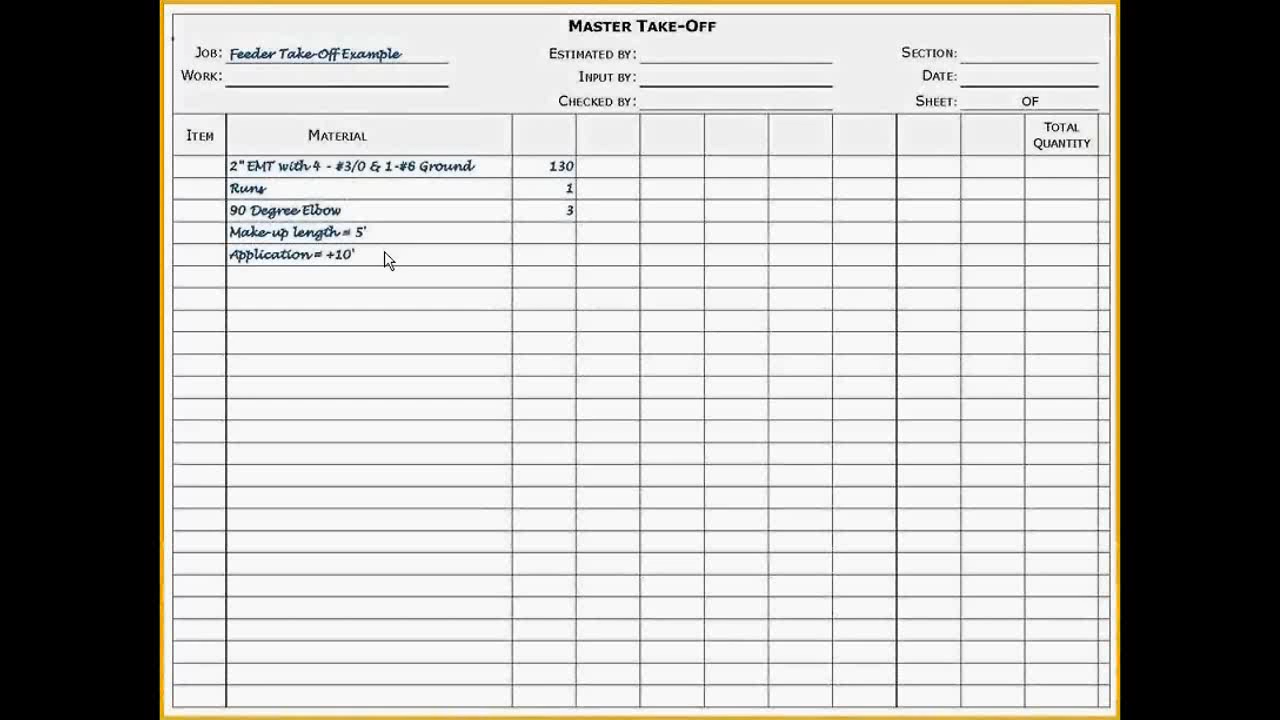 MASTER TAKE-OFF
JOB: Feeder Take-Off Example ESTIMATED BY: SECTION:
WORK: INPUT BY: DATE:
CHECKED BY: SHEET: OF
ITEM MATERIAL TOTAL QUANTITY
2" EMT with 4 - #3/0 & 1-#6 Ground 130
Runs 1
90 Degree Elbow 3
Make-up length = 5'
Application = +10'